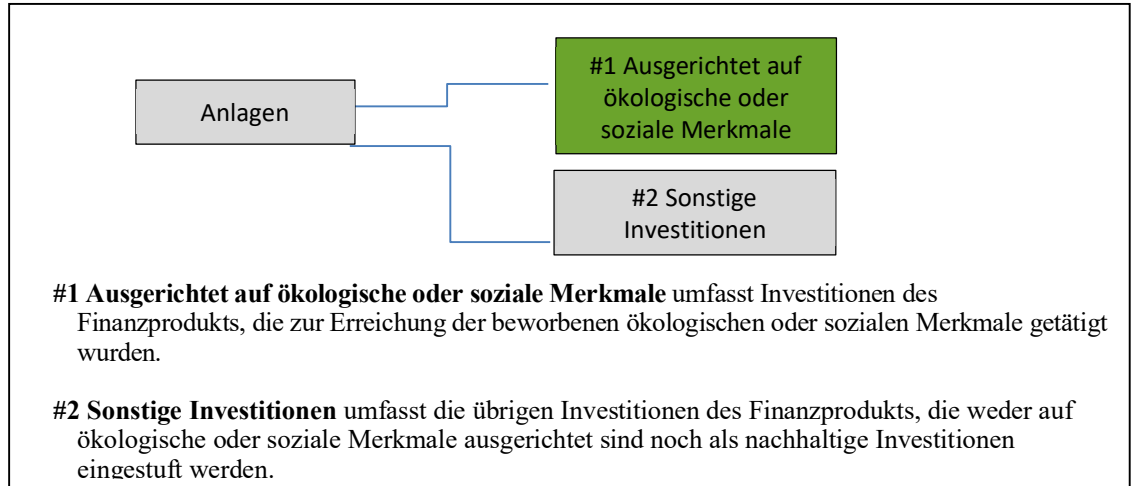 #1 Ausgerichtet auf
ökologische oder
soziale Merkmale
Anlagen
#2 Sonstige
Investitionen
#1 Ausgerichtet auf ökologische oder soziale Merkmale umfasst Investitionen des
Finanzprodukts, die zur Erreichung der beworbenen ökologischen oder sozialen Merkmale getätigt
wurden.
#2 Sonstige Investitionen umfasst die übrigen Investitionen des Finanzprodukts, die weder auf
ökologische oder soziale Merkmale ausgerichtet sind noch als nachhaltige Investitionen
eingestuft werden.